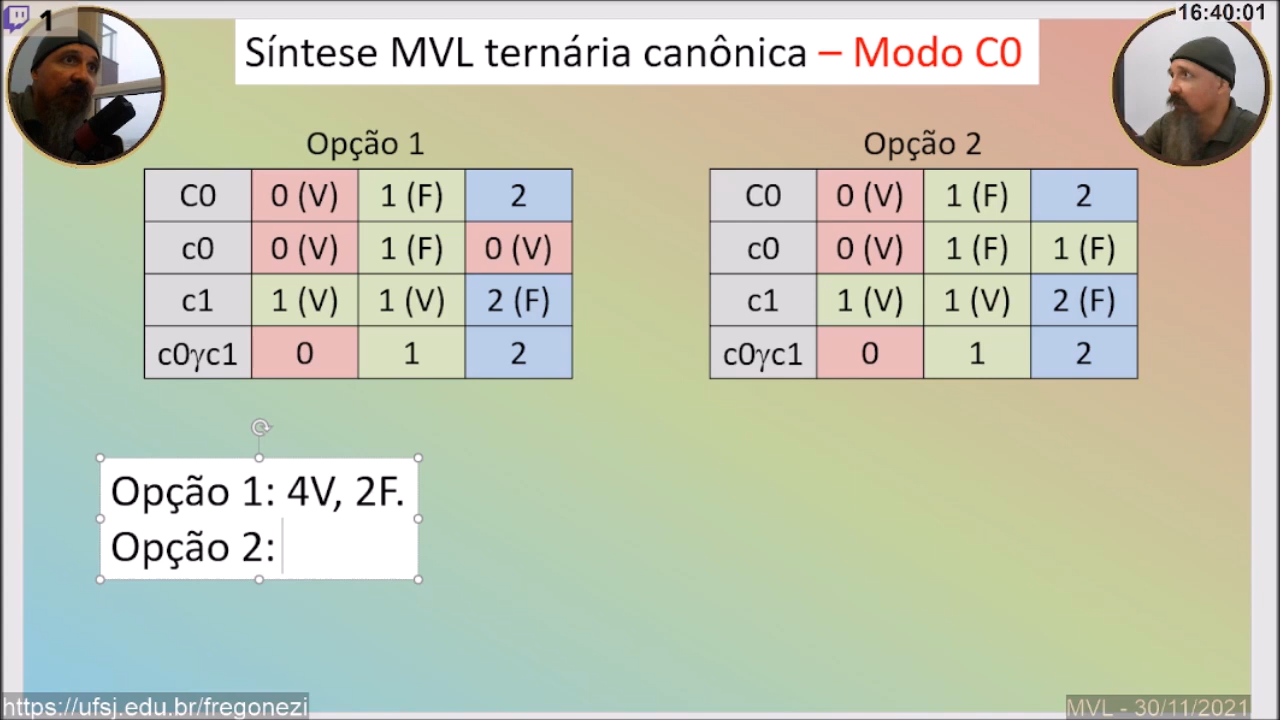 1
16:40:01
Síntese MVL ternária canônica – Modo C0
Opção 1
C0 0 (V) 1 (F) 2
c0 0 (V) 1 (F) 0 (V)
c1 1 (V) 1 (V) 2 (F)
c0γc1 0 1 2
Opção 2
C0 0 (V) 1 (F) 2
c0 0 (V) 1 (F) 1 (F)
c1 1 (V) 1 (V) 2 (F)
c0γc1 0 1 2
Opção 1: 4V, 2F.
Opção 2:
https://ufsj.edu.br/fregonezi
MVL - 30/11/2021